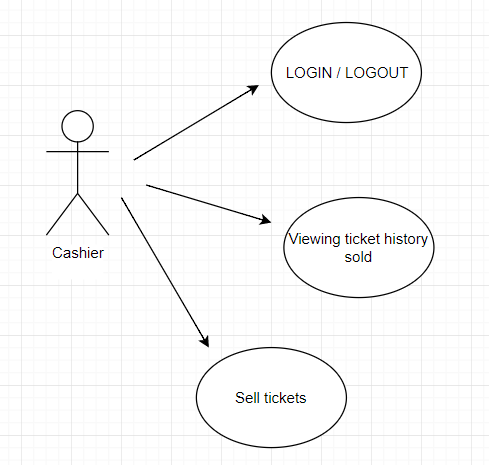 LOGIN / LOGOUT
Cashier
Viewing ticket history
sold
Sell tickets